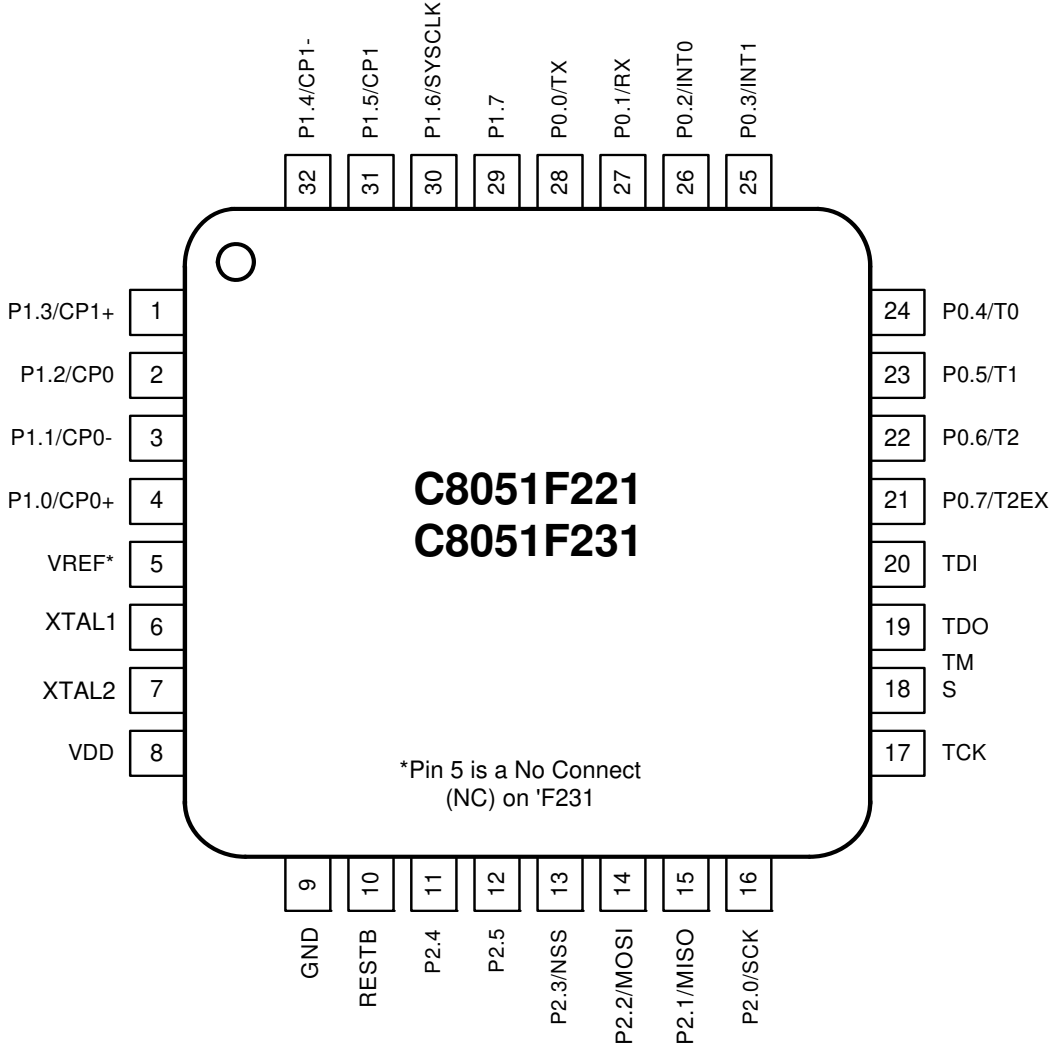 P1.4/CP1-
P1.5/CP1
P1.6/SYSCLK
P1.7
P0.0/TX
P0.1/RX
P0.2/INT0
P0.3/INT1
32
31
30
29
28
27
26
25
P1.3/CP1+ 1
P1.2/CP0 2
P1.1/CP0- 3
P1.0/CP0+ 4
VREF* 5
XTAL1 6
XTAL2 7
VDD 8
C8051F221
C8051F231
*Pin 5 is a No Connect
(NC) on 'F231
24 P0.4/T0
23 P0.5/T1
22 P0.6/T2
21 P0.7/T2EX
20 TDI
19 TDO
TM
18 S
17 TCK
9
10
11
12
13
14
15
16
GND
RESTB
P2.4
P2.5
P2.3/NSS
P2.2/MOSI
P2.1/MISO
P2.0/SCK